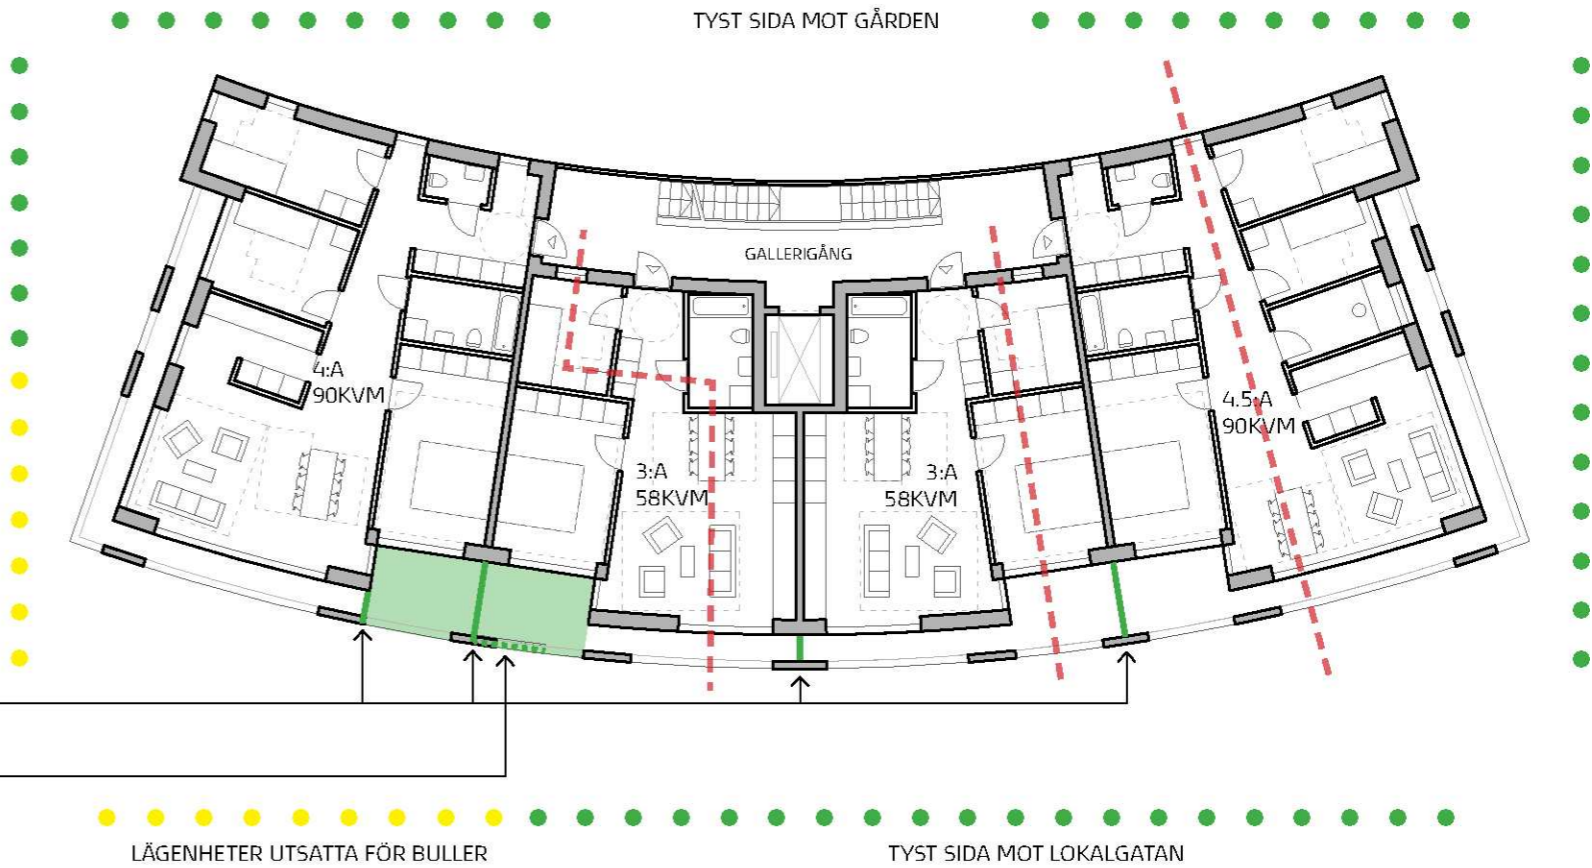 TYST SIDA MOT GÅRDEN
GALLERIGÅNG
4:A
90KVM
3:A
58KVM
3:A
58KVM
4.5:A
90KVM
LÄGENHETER UTSATTA FÖR BULLER
TYST SIDA MOT LOKALGATAN